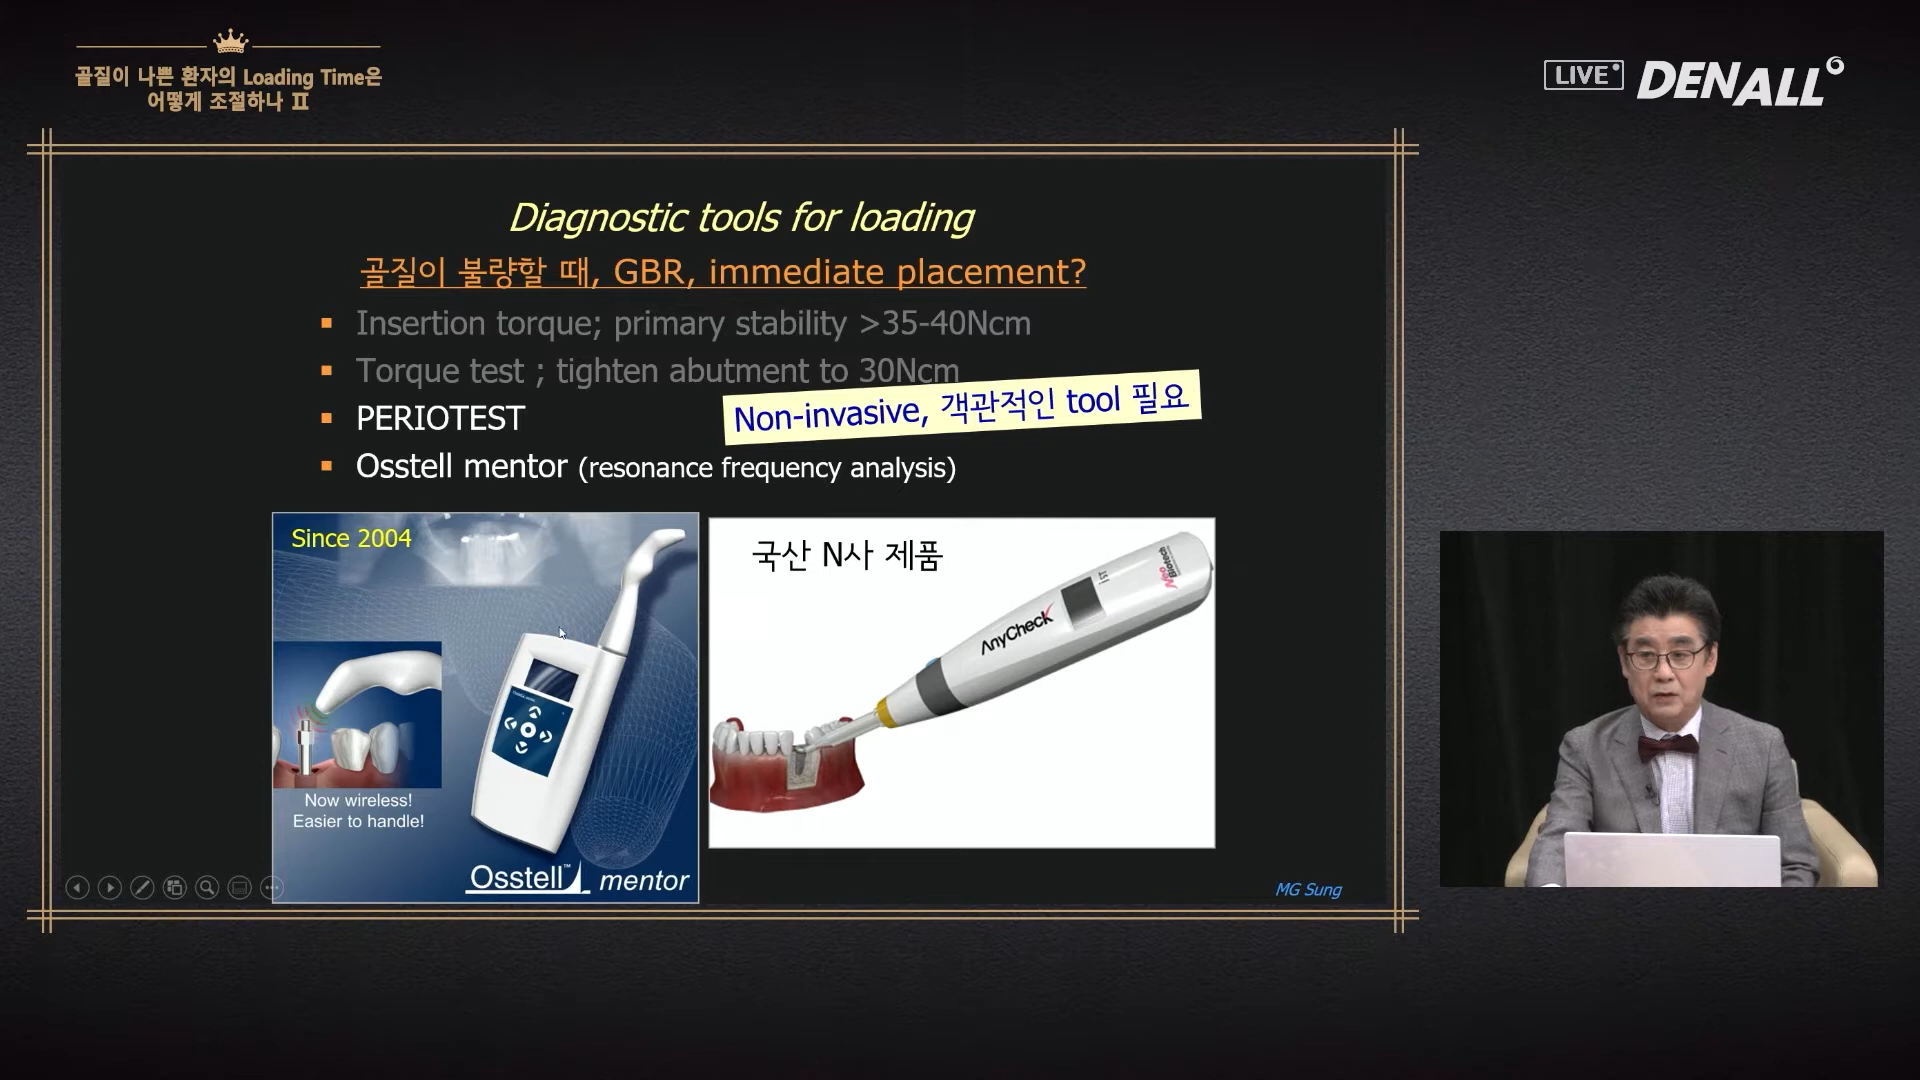 골질이 나쁜 환자의 Loading Time은
어떻게 조절하나 Ⅱ
LIVE
DENALL
Diagnostic tools for loading
골질이 불량할 때, GBR, immediate placement?
Insertion torque; primary stability >35-40Ncm
Torque test ; tighten abutment to 30Ncm
PERIOTEST
Non-invasive, 객관적인 tool 필요
Osstell mentor (resonance frequency analysis)
Since 2004
Now wireless!
Easier to handle!
Osstell™ mentor
국산 N사 제품
AnyCheck
IST
Neo Biotech
MG Sung